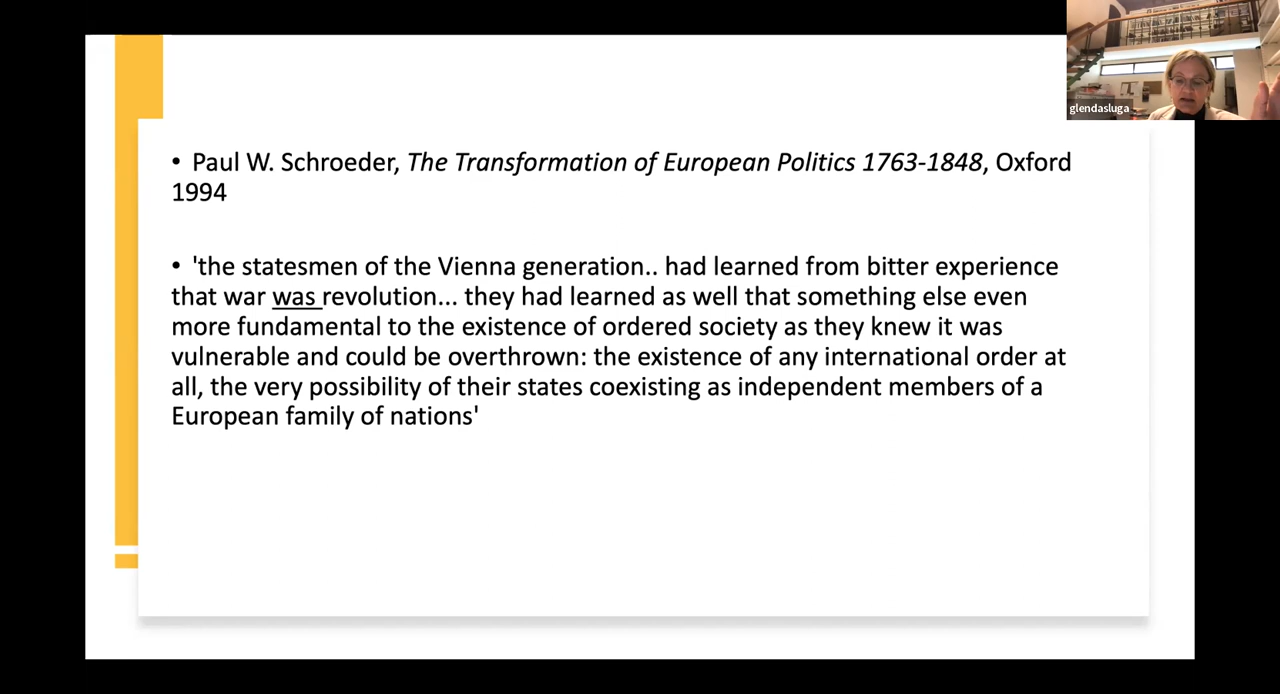 glendasluga
• Paul W. Schroeder, The Transformation of European Politics 1763-1848, Oxford
1994
• 'the statesmen of the Vienna generation.. had learned from bitter experience
that war was revolution... they had learned as well that something else even
more fundamental to the existence of ordered society as they knew it was
vulnerable and could be overthrown: the existence of any international order at
all, the very possibility of their states coexisting as independent members of a
European family of nations'